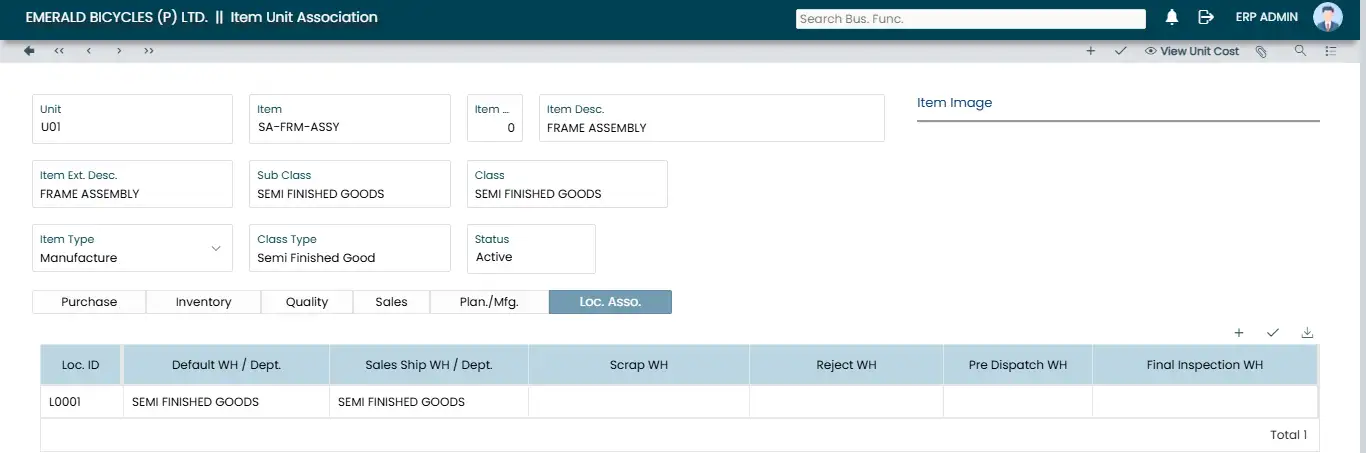 EMERALD BICYCLES (P) LTD. || Item Unit Association
Search Bus. Func.
ERP ADMIN
View Unit Cost
Unit
U01
Item
SA-FRM-ASSY
Item ...
0
Item Desc.
FRAME ASSEMBLY
Item Image
Item Ext. Desc.
FRAME ASSEMBLY
Sub Class
SEMI FINISHED GOODS
Class
SEMI FINISHED GOODS
Item Type
Manufacture
Class Type
Semi Finished Good
Status
Active
Purchase Inventory Quality Sales Plan./Mfg. Loc. Asso.
Loc. ID Default WH / Dept. Sales Ship WH / Dept. Scrap WH Reject WH Pre Dispatch WH Final Inspection WH
L0001 SEMI FINISHED GOODS SEMI FINISHED GOODS
Total 1